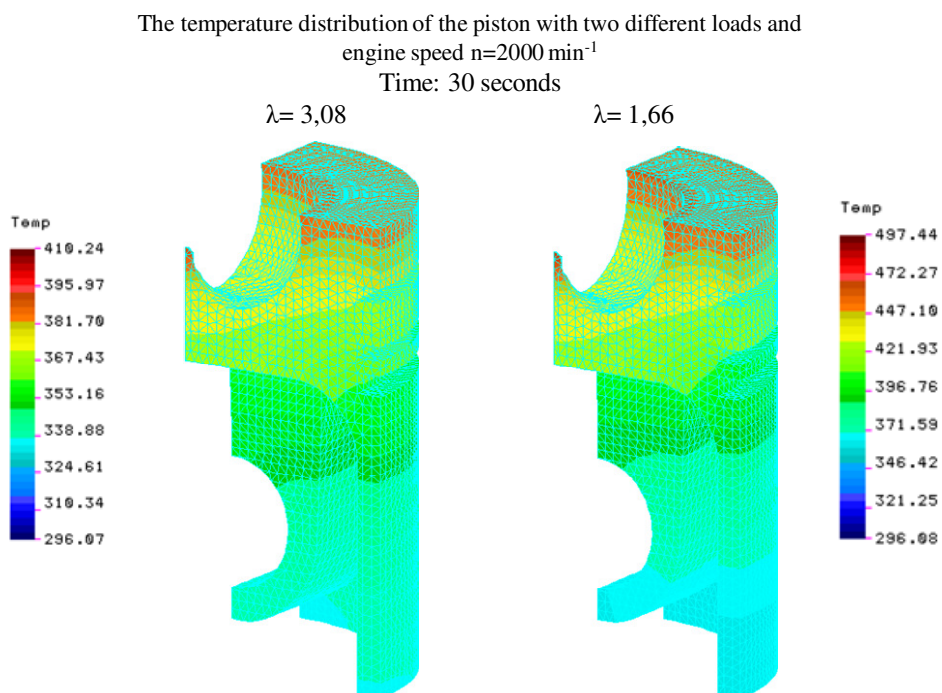 The temperature distribution of the piston with two different loads and
engine speed n=2000 min⁻¹
Time: 30 seconds
λ= 3,08
λ= 1,66
Temp
410.24
395.97
381.70
367.43
353.16
338.88
324.61
310.34
296.07
Temp
497.44
472.27
447.10
421.93
396.76
371.59
346.42
321.25
296.08